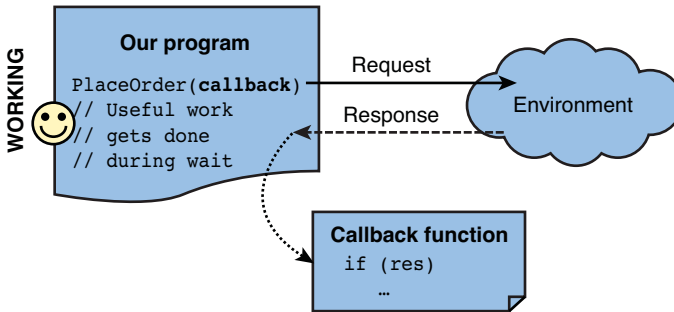 WORKING
Our program
PlaceOrder(callback)
// Useful work
// gets done
// during wait
Request
Response
Environment
Callback function
if (res)
…